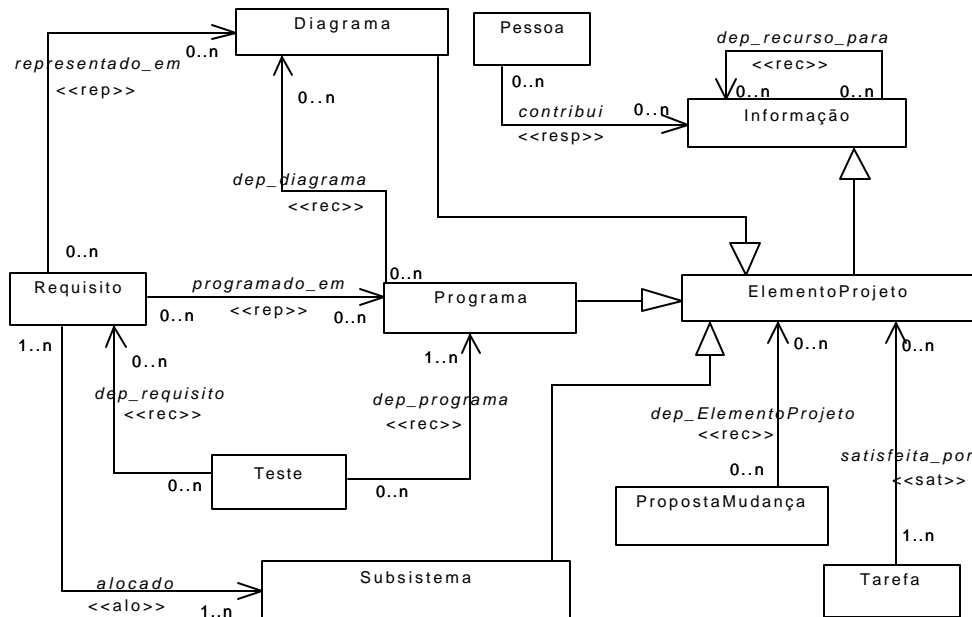 Diagrama
Pessoa
dep_recurso_para
<<rec>>
0..n
representado_em
<<rep>>
0..n
0..n
0..n
0..n
0..n
contribui
<<resp>>
0..n
Informação
dep_diagrama
<<rec>>
0..n
0..n
Requisito
programado_em
<<rep>>
0..n
0..n
Programa
ElementoProjeto
1..n
0..n
1..n
0..n
0..n
dep_requisito
<<rec>>
dep_programa
<<rec>>
dep_ElementoProjeto
<<rec>>
satisfeita_por
<<sat>>
Teste
0..n
0..n
0..n
PropostaMudança
1..n
alocado
<<alo>>
1..n
Subsistema
Tarefa